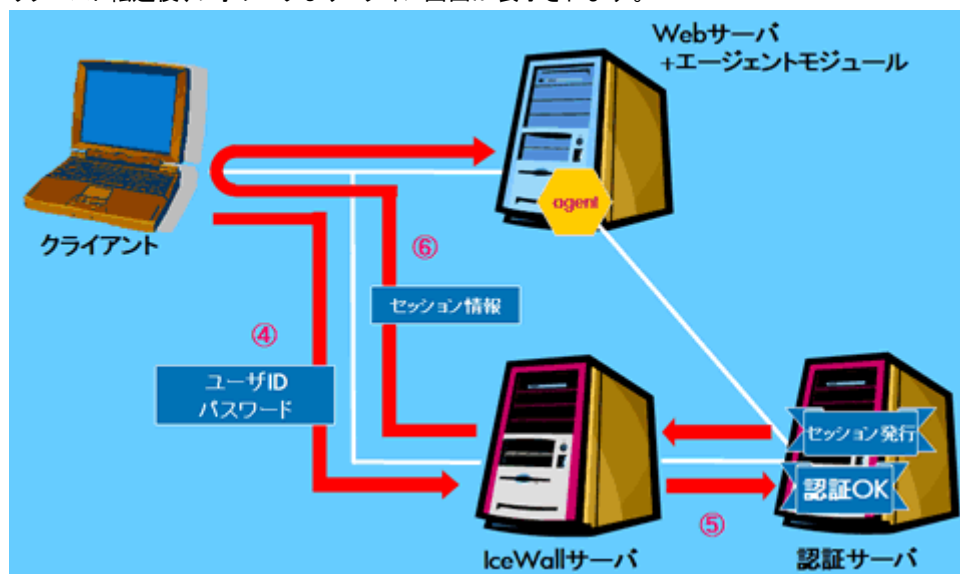 Webサーバ
+エージェントモジュール
agent
クライアント
⑥
セッション情報
④
ユーザID
パスワード
セッション発行
認証OK
⑤
IceWallサーバ
認証サーバ